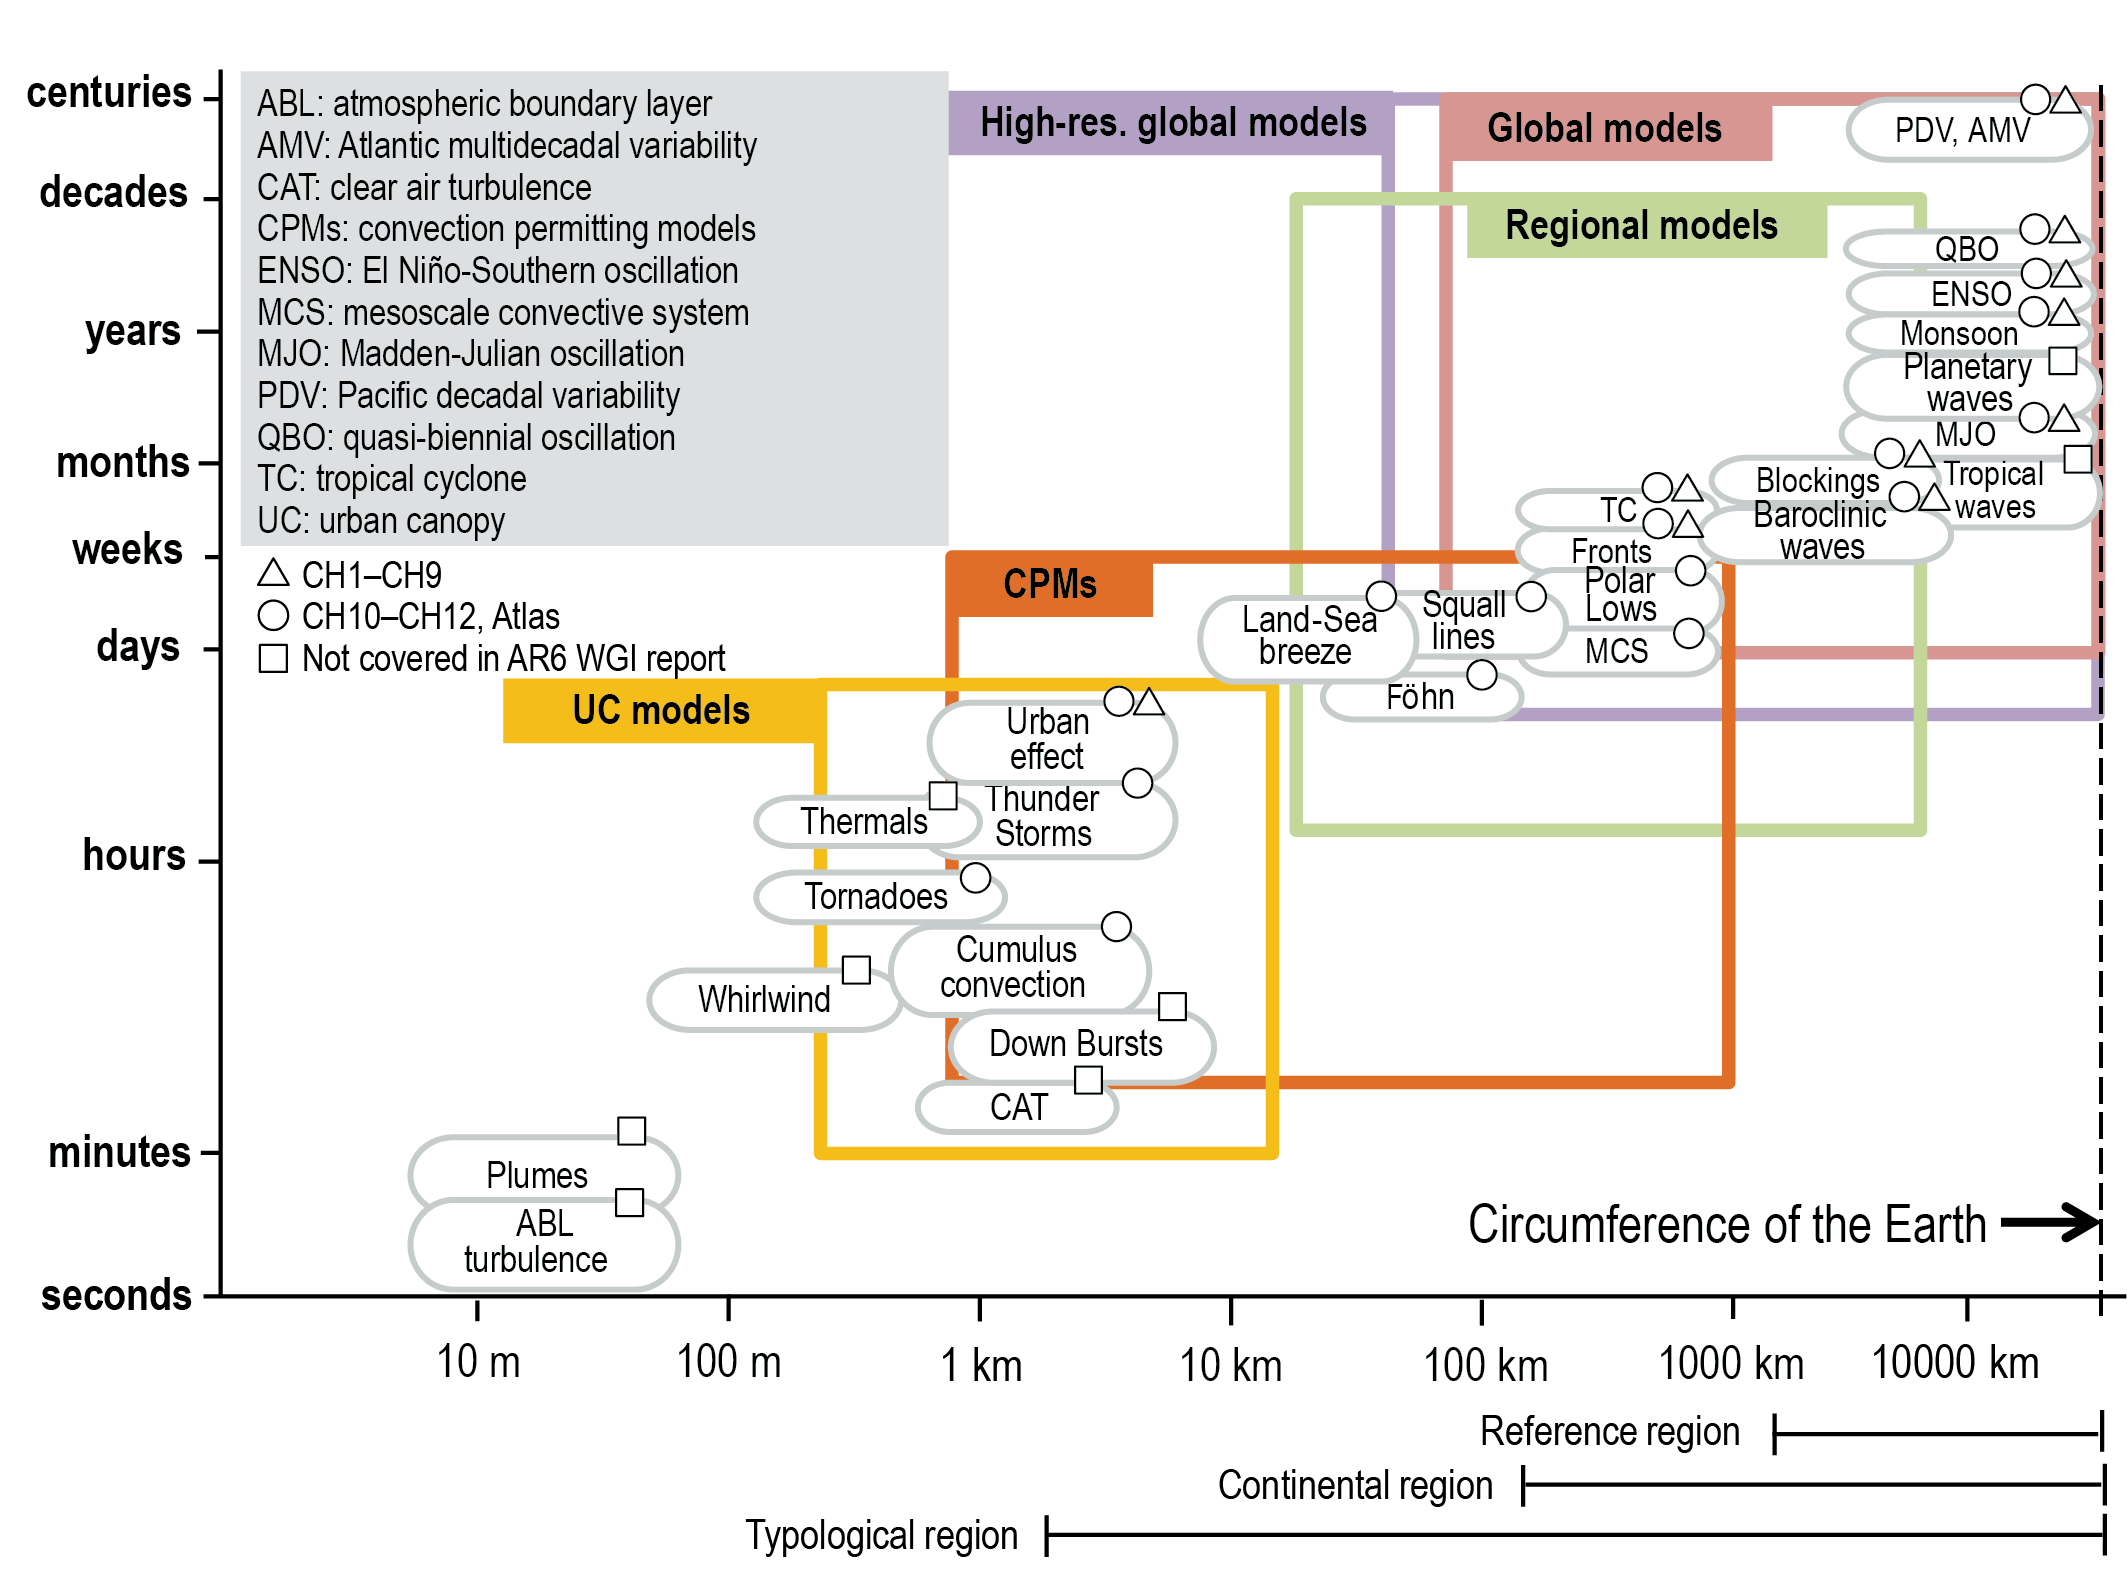 centuries
decades
years
months
weeks
days
hours
minutes
seconds
ABL: atmospheric boundary layer
AMV: Atlantic multidecadal variability
CAT: clear air turbulence
CPMs: convection permitting models
ENSO: El Niño-Southern oscillation
MCS: mesoscale convective system
MJO: Madden-Julian oscillation
PDV: Pacific decadal variability
QBO: quasi-biennial oscillation
TC: tropical cyclone
UC: urban canopy
CH1–CH9
CH10–CH12, Atlas
Not covered in AR6 WGI report
High-res. global models
Global models
Regional models
CPMs
UC models
PDV, AMV
QBO
ENSO
Monsoon
Planetary
waves
MJO
Blockings
Tropical
waves
TC
Baroclinic
waves
Fronts
Polar
Lows
Squall
lines
Land-Sea
breeze
MCS
Föhn
Urban
effect
Thunder
Storms
Thermals
Tornadoes
Cumulus
convection
Whirlwind
Down Bursts
CAT
Plumes
ABL
turbulence
Circumference of the Earth
10 m
100 m
1 km
10 km
100 km
1000 km
10000 km
Reference region
Continental region
Typological region